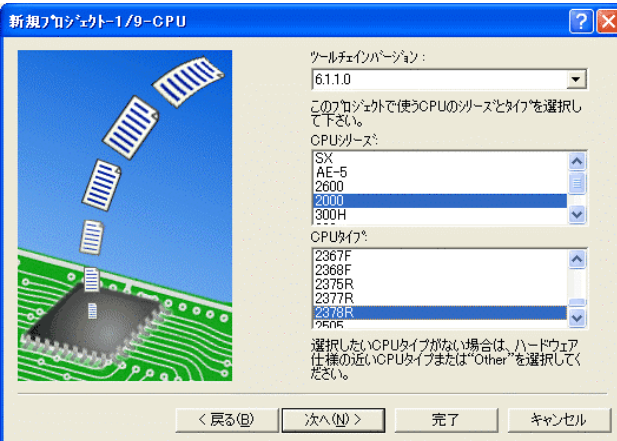 新規プロジェクト-1/9-CPU
ツールチェインバージョン:
6.1.1.0
このプロジェクトで使うCPUのシリーズとタイプを選択し
て下さい。
CPUシリーズ:
SX
AE-5
2600
2000
300H
CPUタイプ:
2367F
2368F
2375R
2377R
2378R
2505
選択したいCPUタイプがない場合は、ハードウェア
仕様の近いCPUタイプまたは“Other”を選択してく
ださい。
< 戻る(B)
次へ(N) >
完了
キャンセル